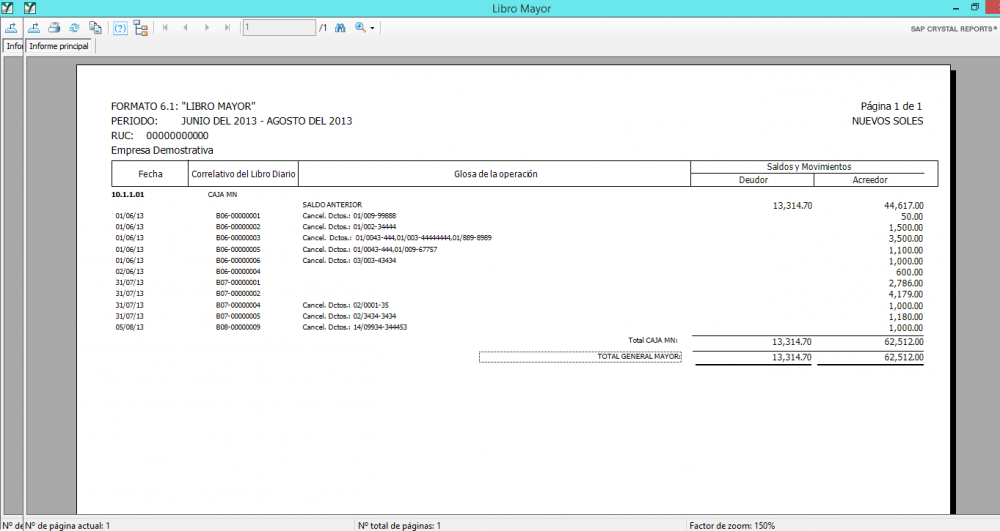 Libro Mayor
1 /1
SAP CRYSTAL REPORTS®
Infor Informe principal
FORMATO 6.1: "LIBRO MAYOR" Página 1 de 1
PERIODO: JUNIO DEL 2013 - AGOSTO DEL 2013 NUEVOS SOLES
RUC: 00000000000
Empresa Demostrativa
Fecha Correlativo del Libro Diario Glosa de la operación Saldos y Movimientos
Deudor Acreedor
10.1.1.01 CAJA MN
SALDO ANTERIOR 13,314.70 44,617.00
01/06/13 B06-00000001 Cancel. Dctos.: 01/009-99888 50.00
01/06/13 B06-00000002 Cancel. Dctos.: 01/002-34444 1,500.00
01/06/13 B06-00000003 Cancel. Dctos.: 01/0043-444,01/003-44444444,01/889-8989 3,500.00
01/06/13 B06-00000005 Cancel. Dctos.: 01/0043-444,01/009-67757 1,100.00
01/06/13 B06-00000006 Cancel. Dctos.: 03/003-43434 1,000.00
02/06/13 B06-00000004 600.00
31/07/13 B07-00000001 2,786.00
31/07/13 B07-00000002 4,179.00
31/07/13 B07-00000004 Cancel. Dctos.: 02/0001-35 1,000.00
31/07/13 B07-00000005 Cancel. Dctos.: 02/3434-3434 1,180.00
05/08/13 B08-00000009 Cancel. Dctos.: 14/09934-344453 1,000.00
Total CAJA MN: 13,314.70 62,512.00
TOTAL GENERAL MAYOR: 13,314.70 62,512.00
Nº de Nº de página actual: 1 Nº total de páginas: 1 Factor de zoom: 150%